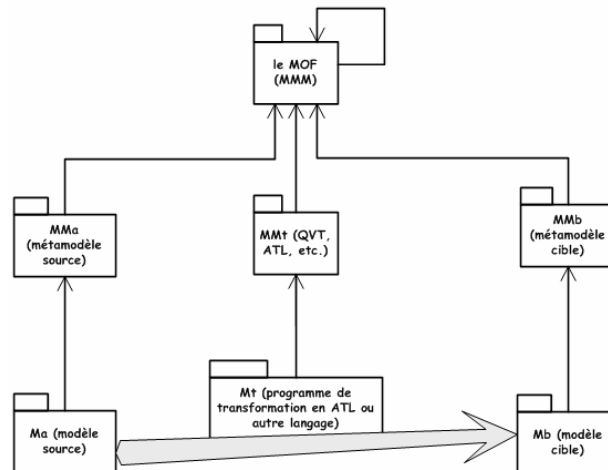 le MOF
(MMM)
MMa
(métamodèle
source)
MMt (QVT,
ATL, etc.)
MMb
(métamodèle
cible)
Mt (programme de
transformation en ATL ou
autre langage)
Ma (modèle
source)
Mb (modèle
cible)